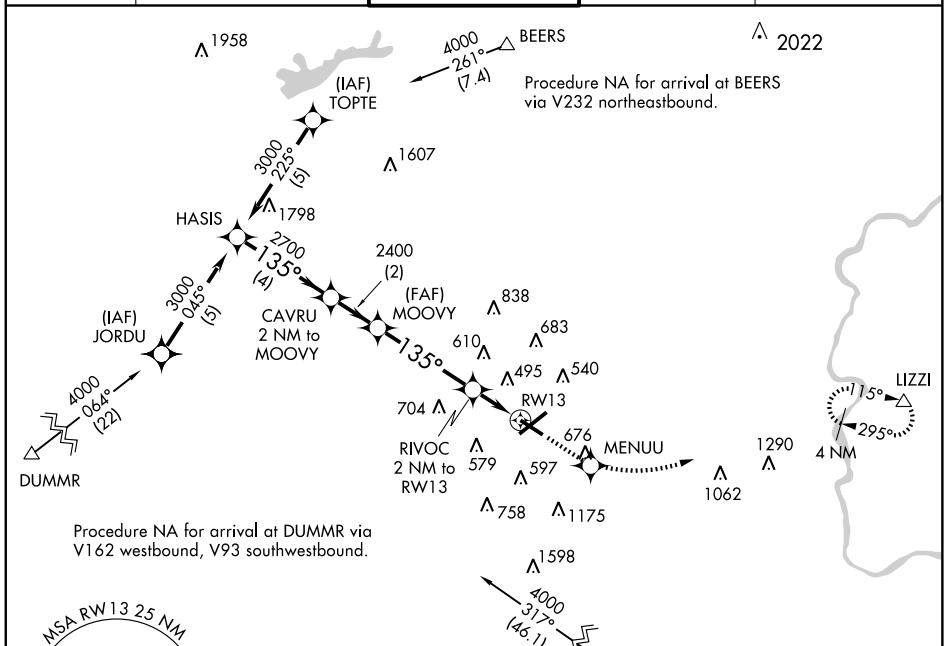 1958
4000
261°
(7.4)
BEERS
2022
Procedure NA for arrival at BEERS
via V232 northeastbound.
(IAF)
TOPTE
3000
225°
(5)
1607
HASIS
1798
2700
135°
(4)
2400
(2)
(IAF)
JORDU
3000
045°
(5)
CAVRU
2 NM to
MOOVY
(FAF)
MOOVY
838
683
610
135°
495
540
RW13
704
4000
064°
(22)
DUMMR
RIVOC
2 NM to
RW13
579
597
676
MENUU
758
1175
1062
1290
4 NM
LIZZI
115°
295°
Procedure NA for arrival at DUMMR via
V162 westbound, V93 southwestbound.
1598
4000
317°
(46.1)
MSA RW13 25 NM